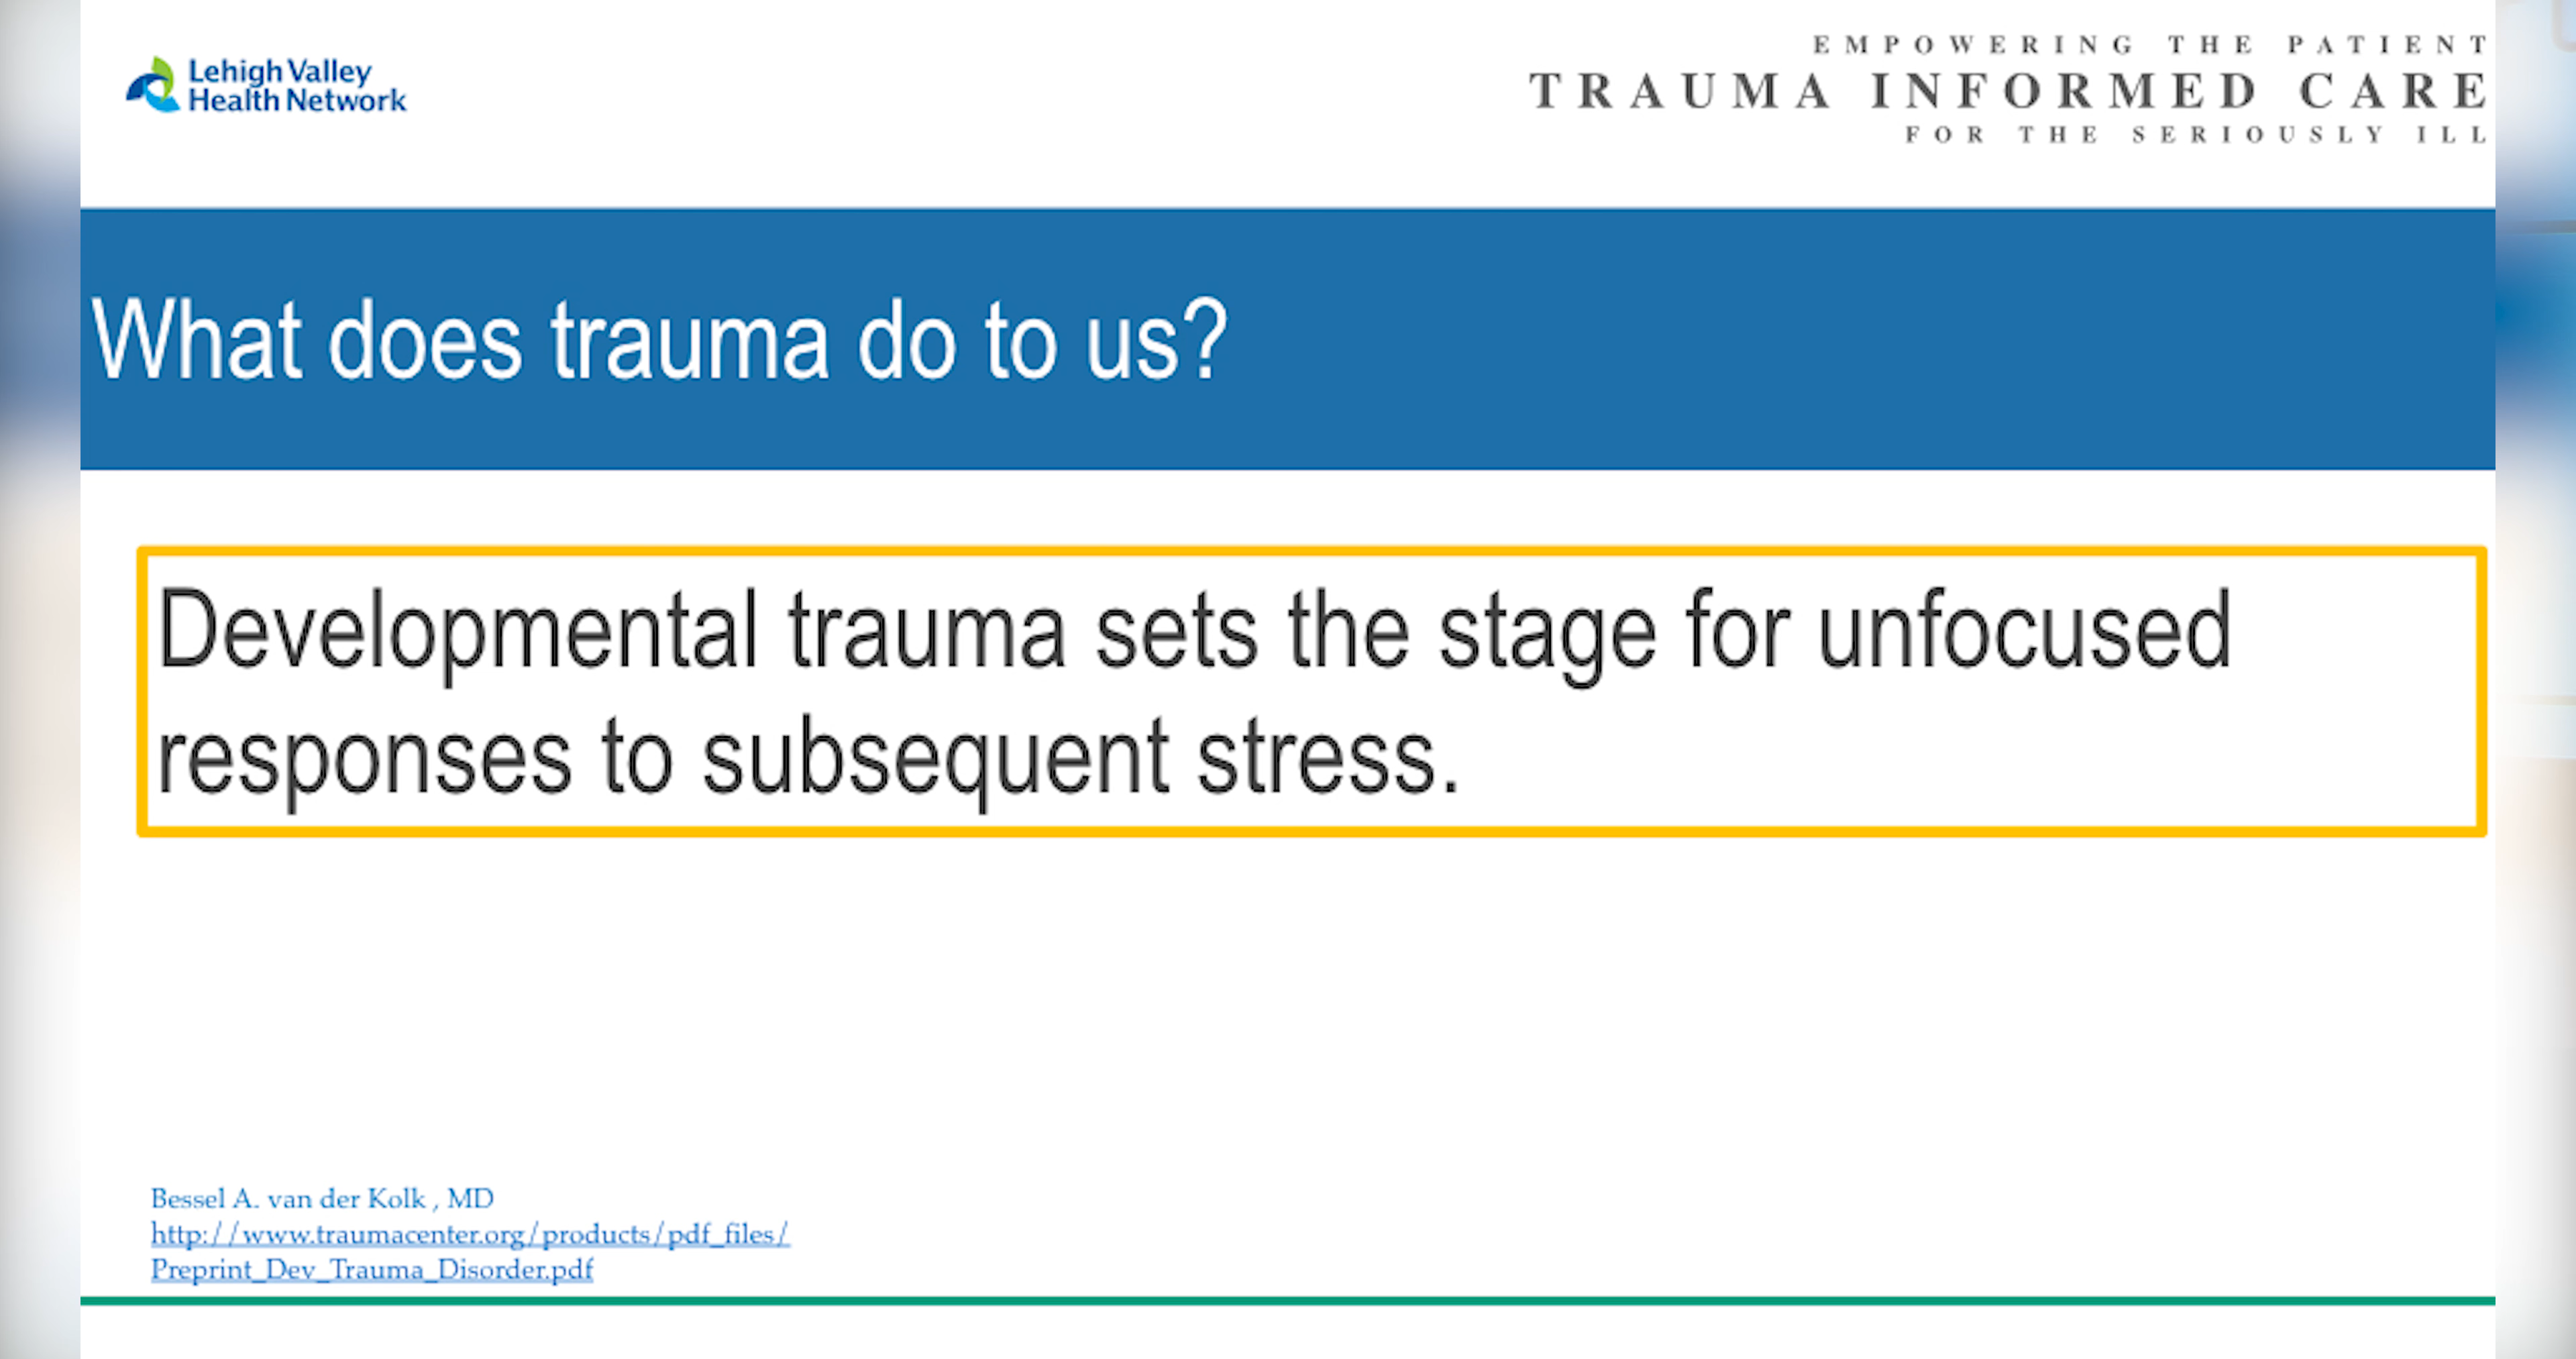 Lehigh Valley
Health Network
EMPOWERING THE PATIENT
TRAUMA INFORMED CARE
FOR THE SERIOUSLY ILL
What does trauma do to us?
Developmental trauma sets the stage for unfocused
responses to subsequent stress.
Bessel A. van der Kolk , MD
http://www.traumacenter.org/products/pdf_files/
Preprint_Dev_Trauma_Disorder.pdf